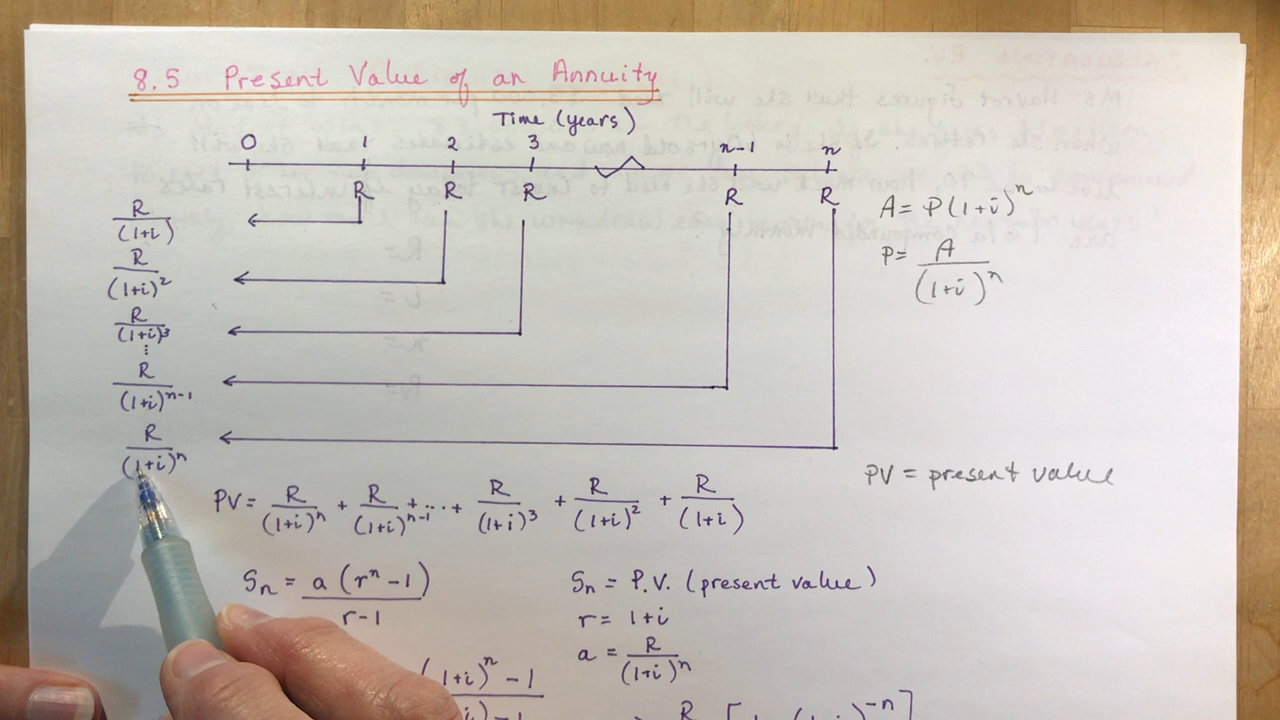 8.5 Present Value of an Annuity
Time (years)
0 1 2 3 n-1 n
R R R R R
R/(1+i)
R/(1+i)^2
R/(1+i)^3
⋮
R/(1+i)^n-1
R/(1+i)^n
A = P(1+i)^n
P = A/(1+i)^n
PV = present value
PV = R/(1+i)^n + R/(1+i)^n-1 + ... + R/(1+i)^3 + R/(1+i)^2 + R/(1+i)
Sn = a(r^n -1)/r-1
Sn = P.V. (present value)
r = 1+i
a = R/(1+i)^n
(1+i)^n - 1